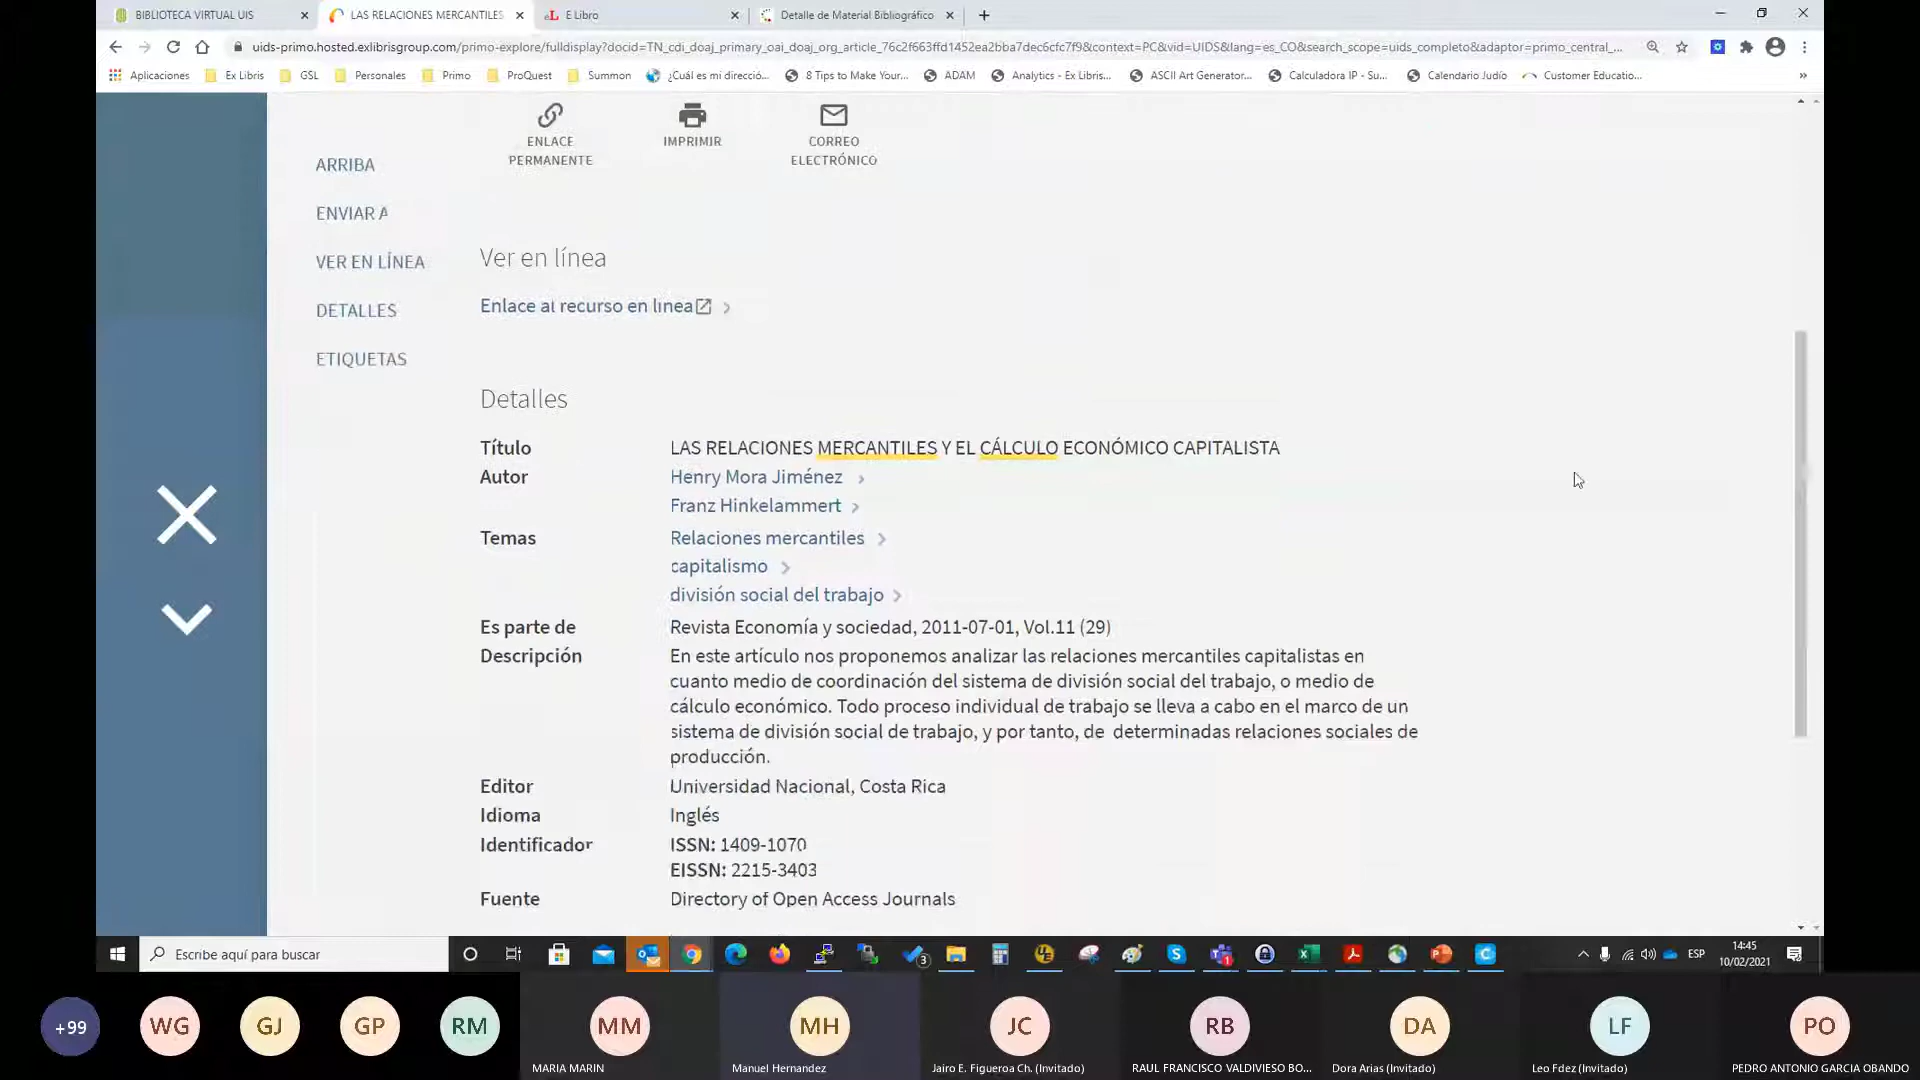 BIBLIOTECA VIRTUAL UIS
LAS RELACIONES MERCANTILES
E Libro
Detalle de Material Bibliográfico
uids-primo.hosted.exlibrisgroup.com/primo-explore/fulldisplay?docid=TN_cdi_doaj_primary_oai_doaj_org_article_76c2f663ffd1452ea2bba7dec6cfc7f9&context=PC&vid=UIDS&lang=es_CO&search_scope=uids_completo&adaptor=primo_central_...
Aplicaciones
Ex Libris
GSL
Personales
Primo
ProQuest
Summon
¿Cuál es mi direcció...
8 Tips to Make Your...
ADAM
Analytics - Ex Libris...
ASCII Art Generator...
Calculadora IP - Su...
Calendario Judío
Customer Educatio...
»
ENLACE
PERMANENTE
IMPRIMIR
CORREO
ELECTRÓNICO
ARRIBA
ENVIAR A
VER EN LÍNEA
DETALLES
ETIQUETAS
Ver en línea
Enlace al recurso en línea
Detalles
Título LAS RELACIONES MERCANTILES Y EL CÁLCULO ECONÓMICO CAPITALISTA
Autor Henry Mora Jiménez
Franz Hinkelammert
Temas Relaciones mercantiles
capitalismo
división social del trabajo
Es parte de Revista Economía y sociedad, 2011-07-01, Vol.11 (29)
Descripción En este artículo nos proponemos analizar las relaciones mercantiles capitalistas en
cuanto medio de coordinación del sistema de división social del trabajo, o medio de
cálculo económico. Todo proceso individual de trabajo se lleva a cabo en el marco de un
sistema de división social de trabajo, y por tanto, de determinadas relaciones sociales de
producción.
Editor Universidad Nacional, Costa Rica
Idioma Inglés
Identificador ISSN: 1409-1070
EISSN: 2215-3403
Fuente Directory of Open Access Journals
Escribe aquí para buscar
3
1
ESP
14:45
10/02/2021
+99
WG
GJ
GP
RM
MM
MH
JC
RB
DA
LF
PO
MARIA MARIN
Manuel Hernandez
Jairo E. Figueroa Ch. (Invitado)
RAUL FRANCISCO VALDIVIESO BO...
Dora Arias (Invitado)
Leo Fdez (Invitado)
PEDRO ANTONIO GARCIA OBANDO